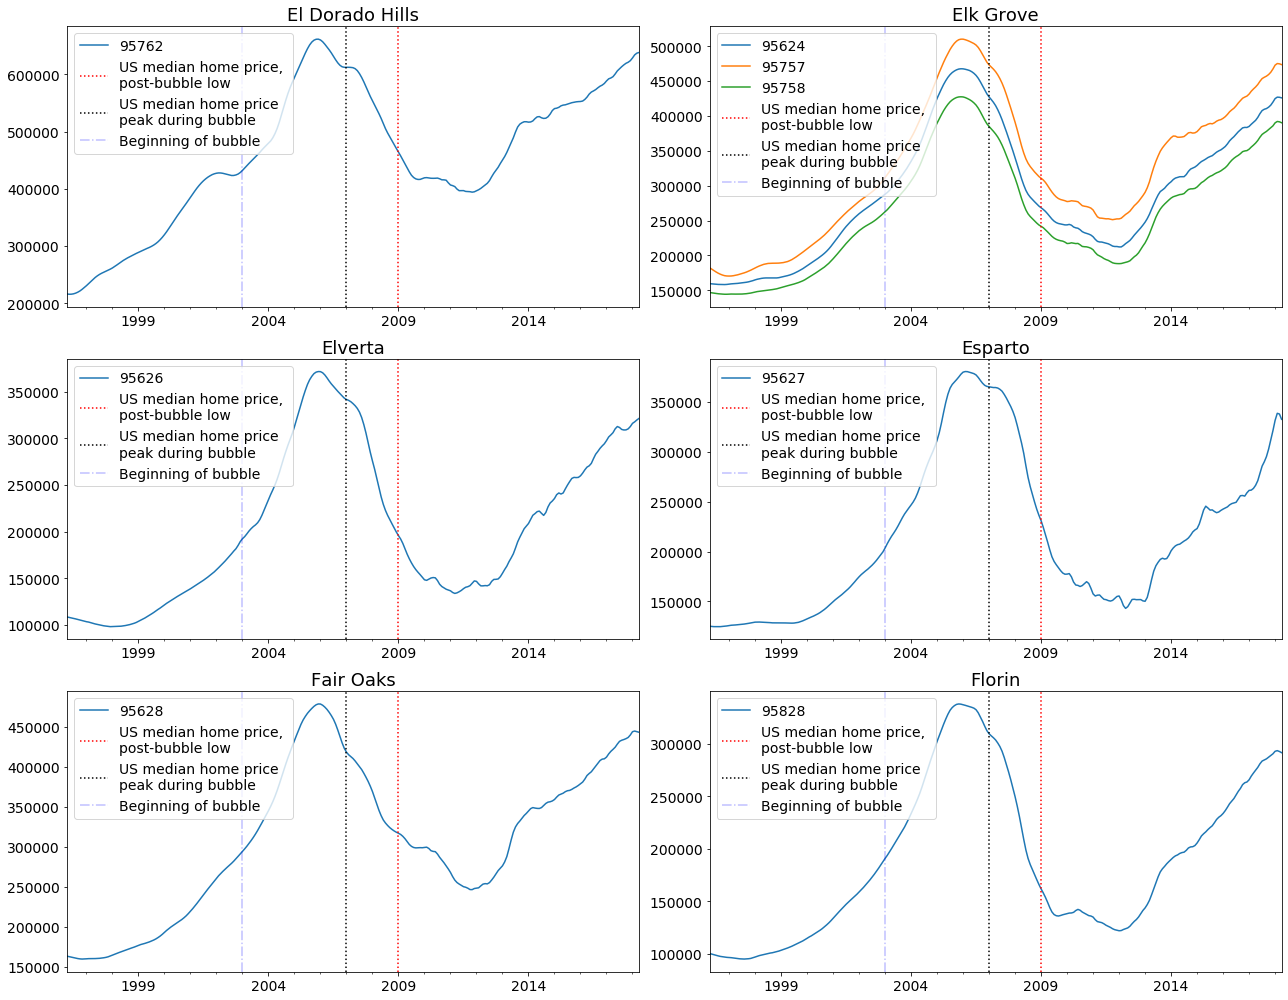 El Dorado Hills
95762
US median home price,
post-bubble low
US median home price
peak during bubble
Beginning of bubble
600000
500000
400000
300000
200000
1999
2004
2009
2014
Elk Grove
95624
95757
95758
US median home price,
post-bubble low
US median home price
peak during bubble
Beginning of bubble
500000
450000
400000
350000
300000
250000
200000
150000
1999
2004
2009
2014
Elverta
95626
US median home price,
post-bubble low
US median home price
peak during bubble
Beginning of bubble
350000
300000
250000
200000
150000
100000
1999
2004
2009
2014
Esparto
95627
US median home price,
post-bubble low
US median home price
peak during bubble
Beginning of bubble
350000
300000
250000
200000
150000
1999
2004
2009
2014
Fair Oaks
95628
US median home price,
post-bubble low
US median home price
peak during bubble
Beginning of bubble
450000
400000
350000
300000
250000
200000
150000
1999
2004
2009
2014
Florin
95828
US median home price,
post-bubble low
US median home price
peak during bubble
Beginning of bubble
300000
250000
200000
150000
100000
1999
2004
2009
2014